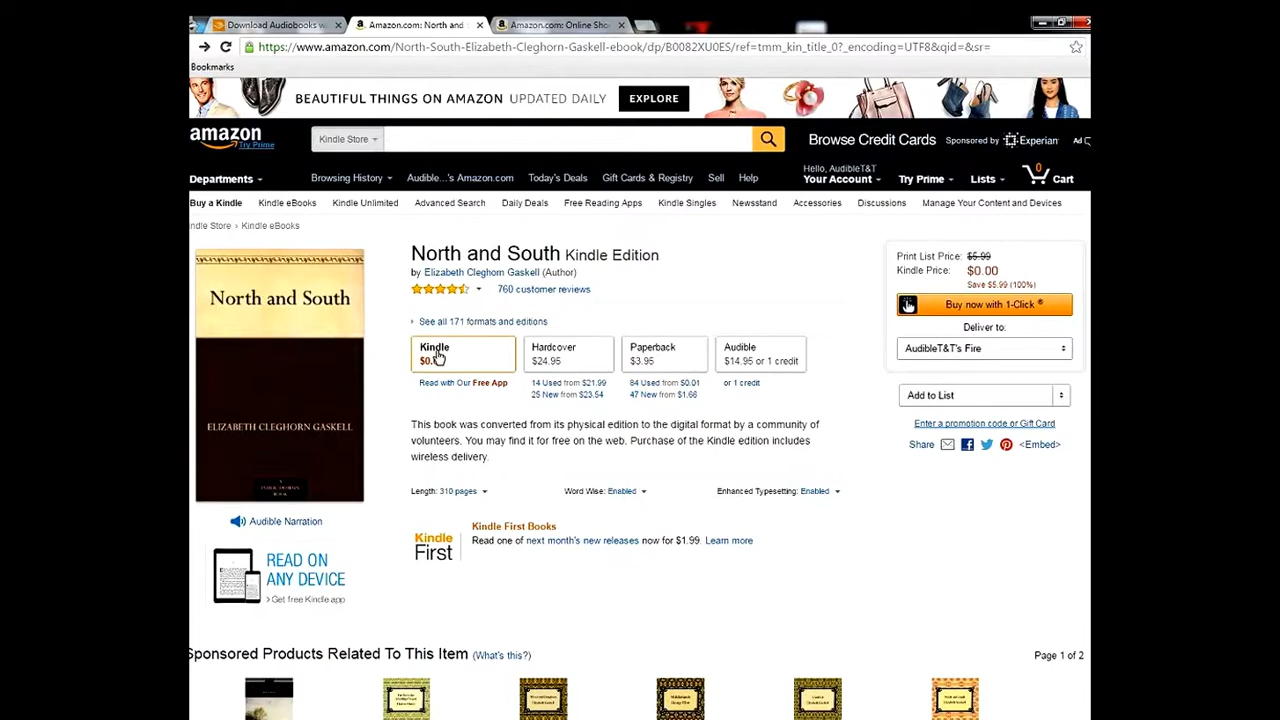 Download Audiobooks w
Amazon.com: North and
Amazon.com: Online Sho
https://www.amazon.com/North-South-Elizabeth-Cleghorn-Gaskell-ebook/dp/B0082XU0ES/ref=tmm_kin_title_0?_encoding=UTF8&qid=&sr=
Bookmarks
BEAUTIFUL THINGS ON AMAZON UPDATED DAILY EXPLORE
amazon
Try Prime
Kindle Store
Browse Credit Cards Sponsored by Experian Ad
Departments
Browsing History Audible...'s Amazon.com Today's Deals Gift Cards & Registry Sell Help
Hello, AudibleT&T
Your Account Try Prime Lists 0 Cart
Buy a Kindle Kindle eBooks Kindle Unlimited Advanced Search Daily Deals Free Reading Apps Kindle Singles Newsstand Accessories Discussions Manage Your Content and Devices
ndle Store › Kindle eBooks
North and South
ELIZABETH CLEGHORN GASKELL
Audible Narration
READ ON
ANY DEVICE
› Get free Kindle app
North and South Kindle Edition
by Elizabeth Cleghorn Gaskell (Author)
760 customer reviews
See all 171 formats and editions
Kindle
$0.
Read with Our Free App
Hardcover
$24.95
14 Used from $21.99
25 New from $23.54
Paperback
$3.95
84 Used from $0.01
47 New from $1.66
Audible
$14.95 or 1 credit
or 1 credit
This book was converted from its physical edition to the digital format by a community of
volunteers. You may find it for free on the web. Purchase of the Kindle edition includes
wireless delivery.
Length: 310 pages Word Wise: Enabled Enhanced Typesetting: Enabled
Kindle
First
Kindle First Books
Read one of next month's new releases now for $1.99. Learn more
Print List Price: $5.99
Kindle Price: $0.00
Save $5.99 (100%)
Buy now with 1-Click ®
Deliver to:
AudibleT&T's Fire
Add to List
Enter a promotion code or Gift Card
Share <Embed>
Sponsored Products Related To This Item (What's this?)
Page 1 of 2